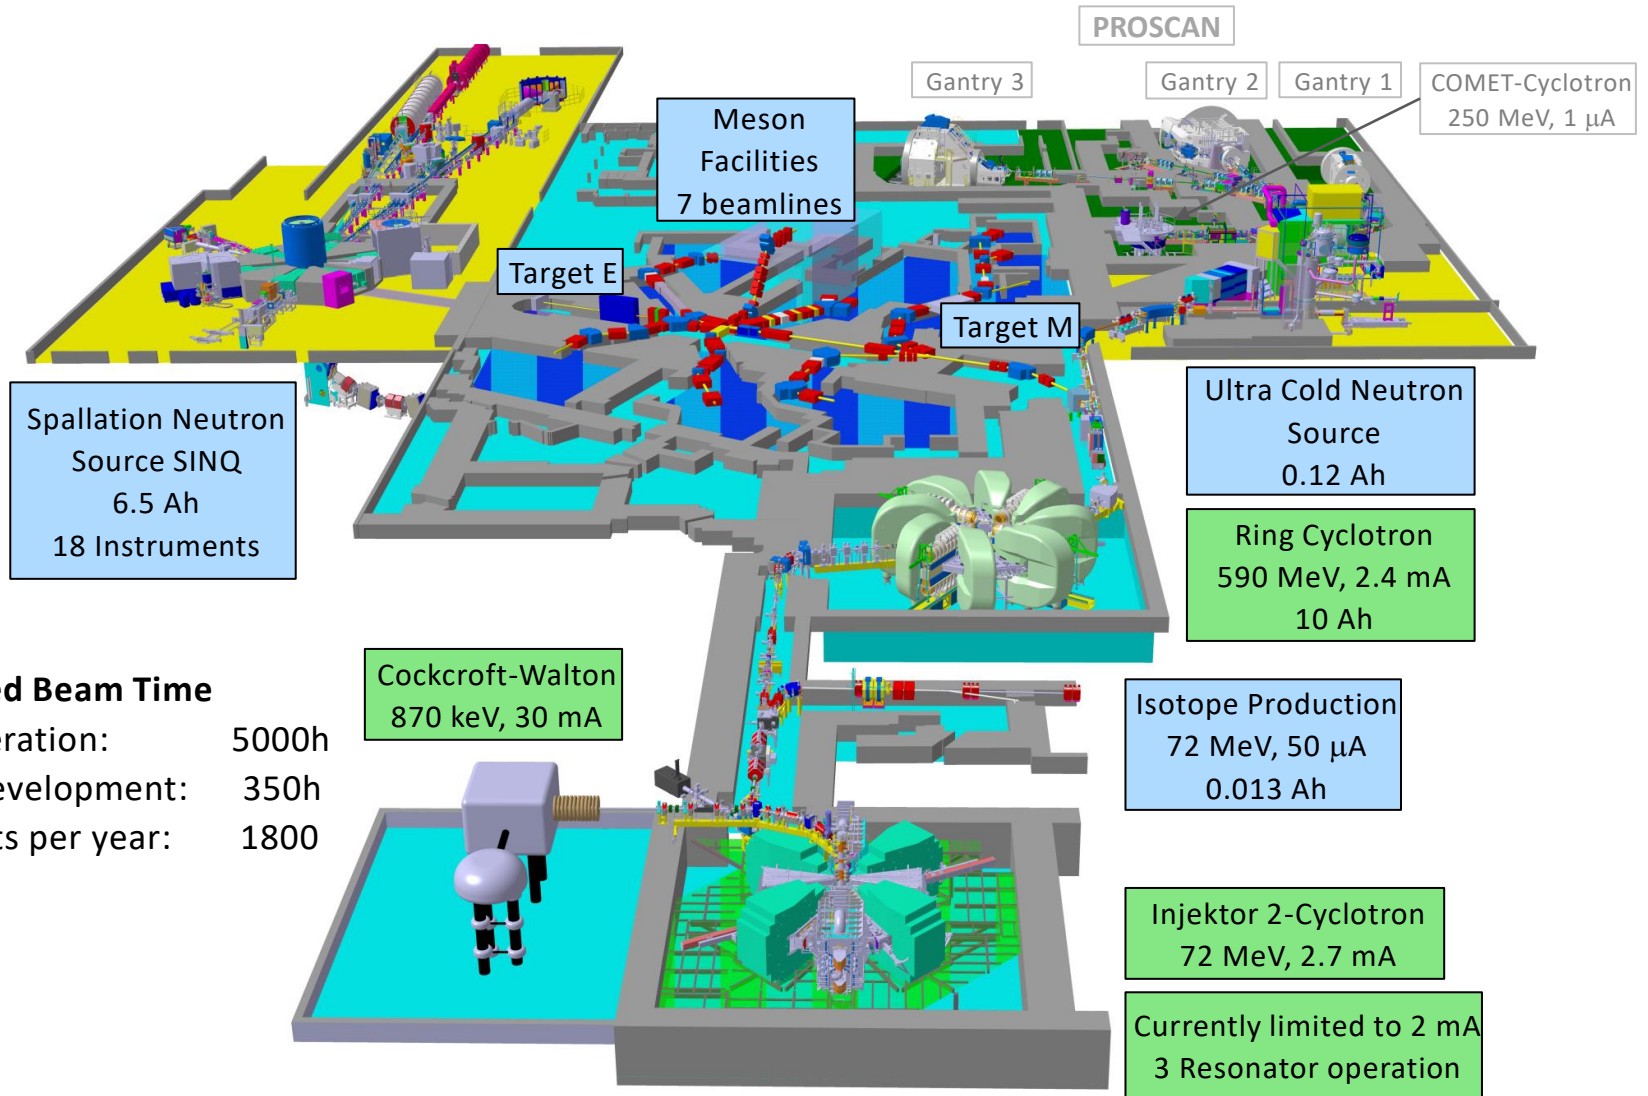 PROSCAN
Gantry 3
Gantry 2
Gantry 1
COMET-Cyclotron
250 MeV, 1 μA
Meson
Facilities
7 beamlines
Target E
Target M
Spallation Neutron
Source SINQ
6.5 Ah
18 Instruments
Ultra Cold Neutron
Source
0.12 Ah
Ring Cyclotron
590 MeV, 2.4 mA
10 Ah
Cockcroft-Walton
870 keV, 30 mA
Isotope Production
72 MeV, 50 μA
0.013 Ah
ed Beam Time
eration: 5000h
evelopment: 350h
ts per year: 1800
Injektor 2-Cyclotron
72 MeV, 2.7 mA
Currently limited to 2 mA
3 Resonator operation